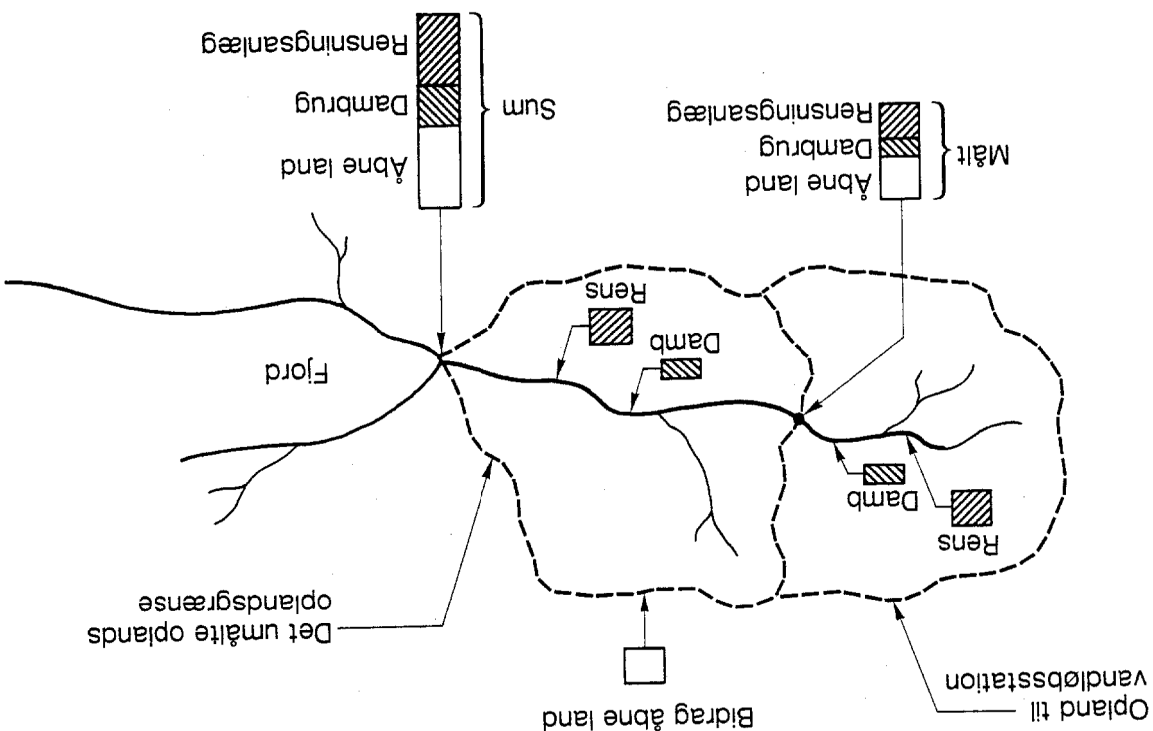 Opland til
vandløbsstation
Bidrag åbne land
Det umålte oplands
oplandsgrænse
Rens
Damb
Damb
Rens
Fjord
Målt
Åbne land
Dambrug
Rensningsanlæg
Sum
Åbne land
Dambrug
Rensningsanlæg